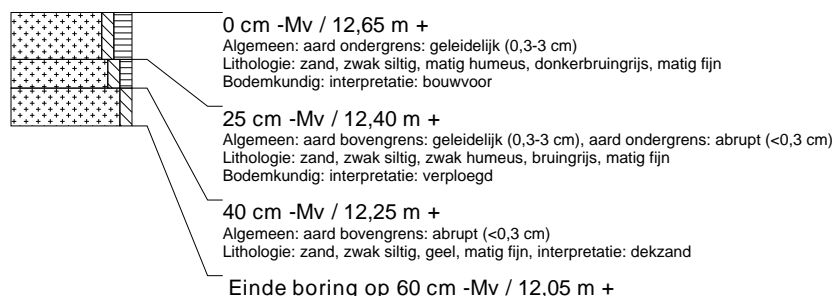 0 cm -Mv / 12,65 m +
Algemeen: aard ondergrens: geleidelijk (0,3-3 cm)
Lithologie: zand, zwak siltig, matig humeus, donkerbruingrijs, matig fijn
Bodemkundig: interpretatie: bouwvoor
25 cm -Mv / 12,40 m +
Algemeen: aard bovengrens: geleidelijk (0,3-3 cm), aard ondergrens: abrupt (<0,3 cm)
Lithologie: zand, zwak siltig, zwak humeus, bruingrijs, matig fijn
Bodemkundig: interpretatie: verploegd
40 cm -Mv / 12,25 m +
Algemeen: aard bovengrens: abrupt (<0,3 cm)
Lithologie: zand, zwak siltig, geel, matig fijn, interpretatie: dekzand
Einde boring op 60 cm -Mv / 12,05 m +